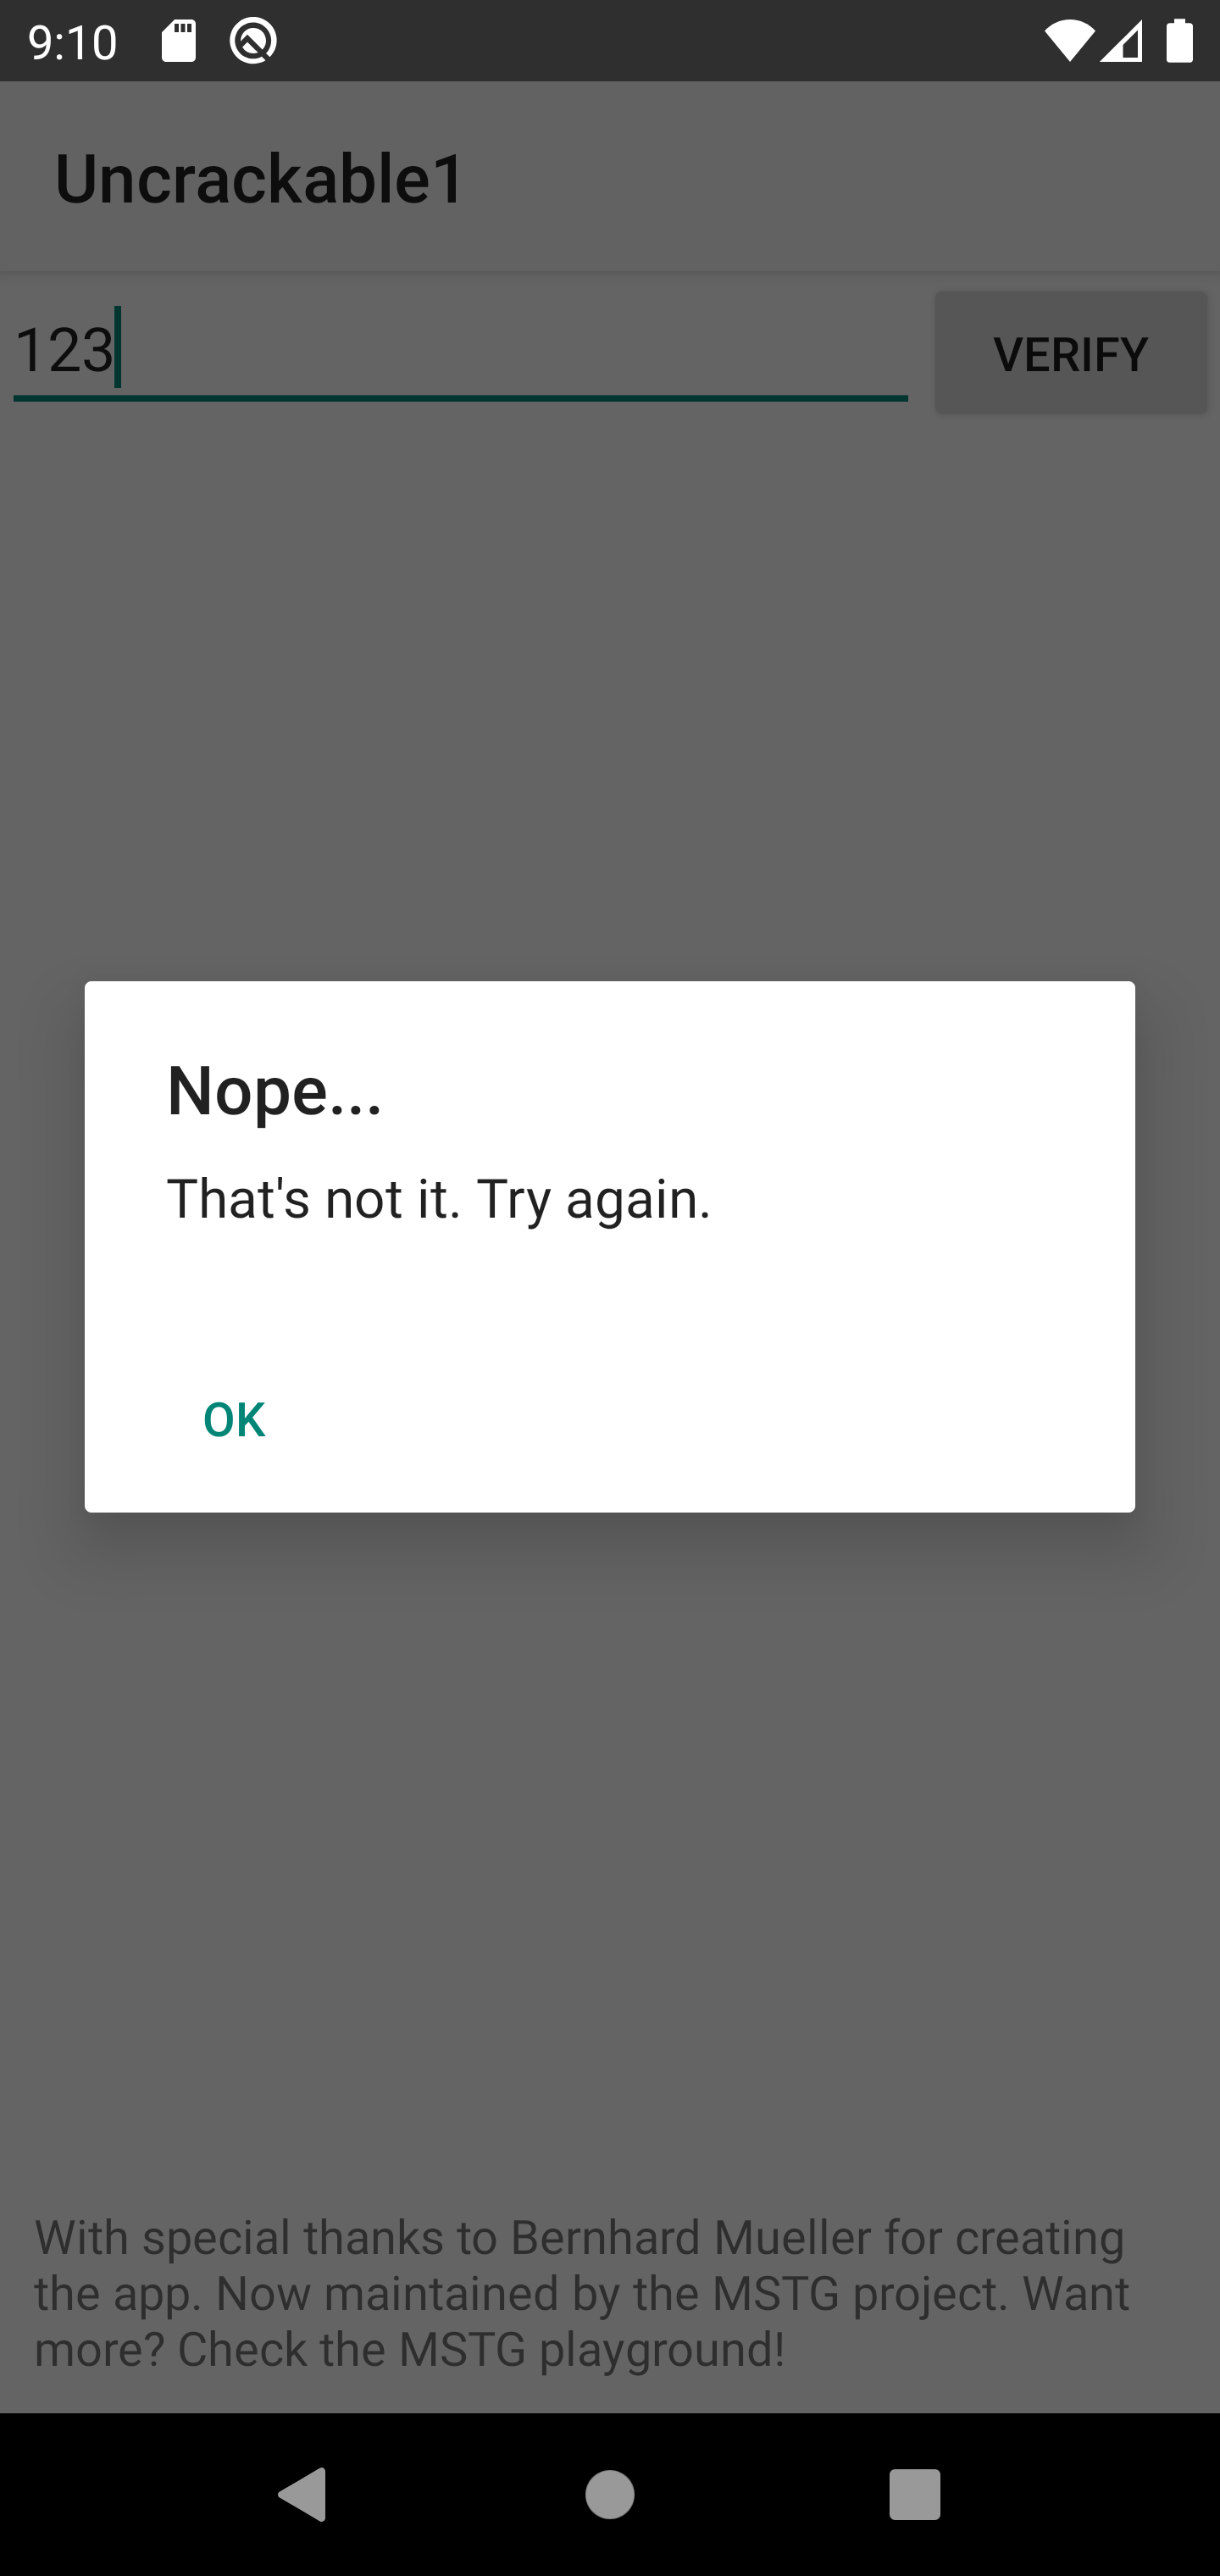 9:10
Uncrackable1
123
VERIFY
Nope...
That's not it. Try again.
OK
With special thanks to Bernhard Mueller for creating
the app. Now maintained by the MSTG project. Want
more? Check the MSTG playground!